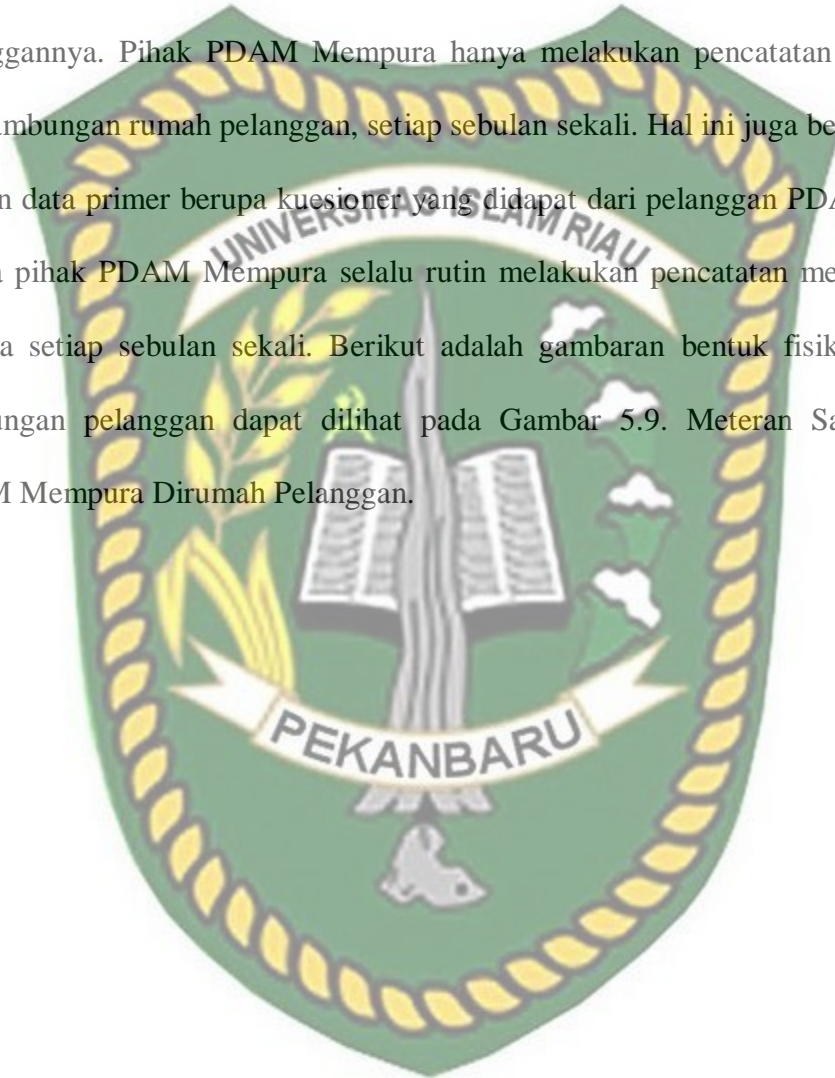 ggannya. Pihak PDAM Mempura hanya melakukan pencatatan
mbungan rumah pelanggan, setiap sebulan sekali. Hal ini juga be
n data primer berupa kuesioner yang didapat dari pelanggan PDA
UNIVERSITAS ISLAM RIAU
pihak PDAM Mempura selalu rutin melakukan pencatatan me
a setiap sebulan sekali. Berikut adalah gambaran bentuk fisik
ungan pelanggan dapat dilihat pada Gambar 5.9. Meteran Sa
M Mempura Dirumah Pelanggan.
PEKANBARU